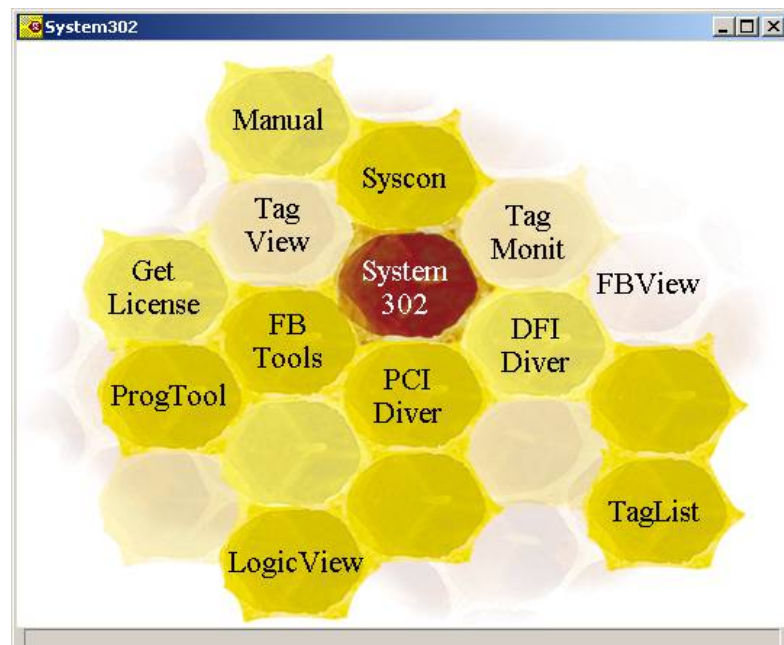 System302
Manual
Syscon
Tag
View
Tag
Monit
System
302
Get
License
FBView
FB
Tools
DFI
Diver
ProgTool
PCI
Diver
TagList
LogicView